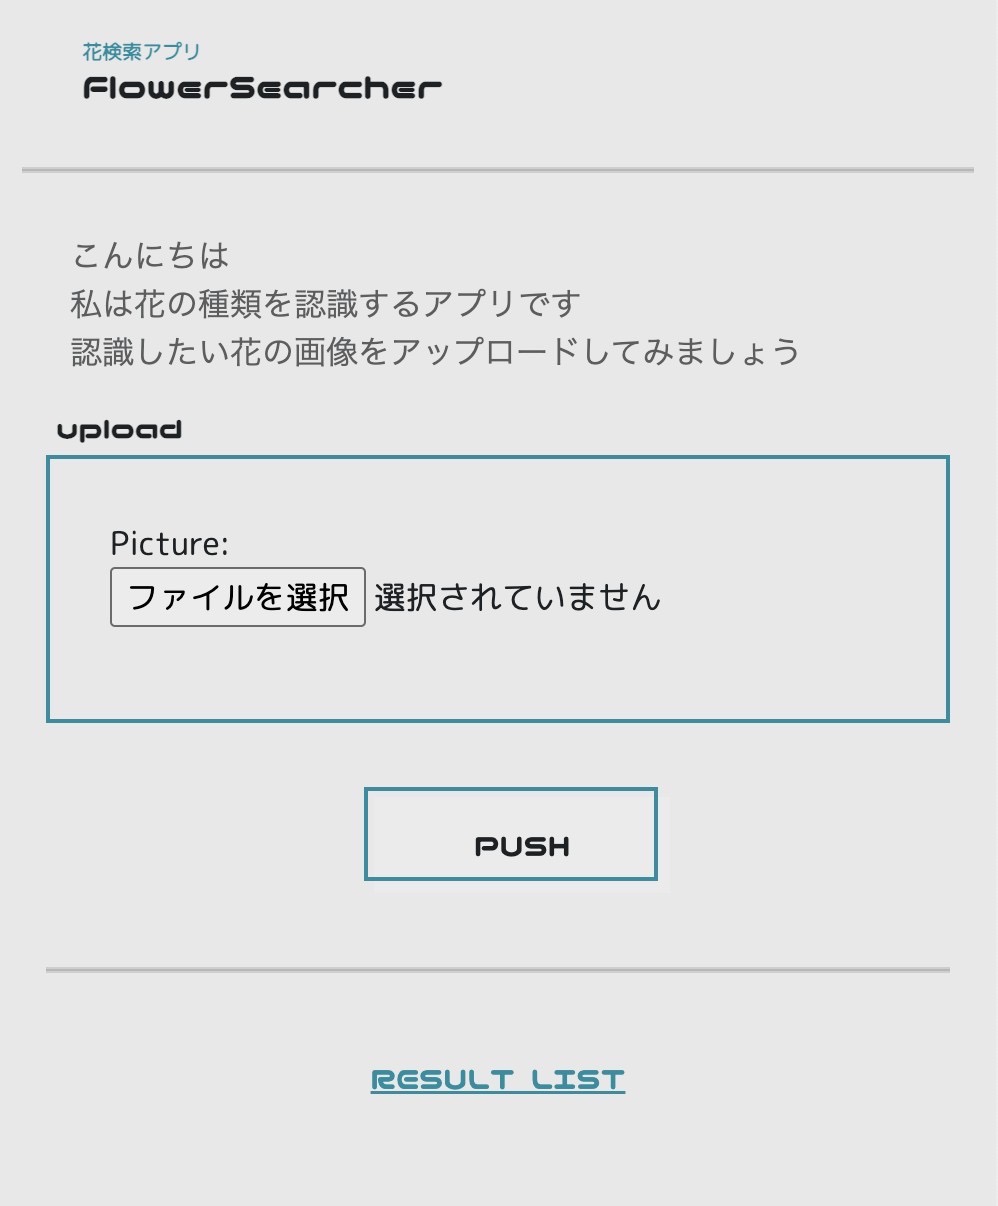 花検索アプリ
FlowerSearcher
こんにちは
私は花の種類を認識するアプリです
認識したい花の画像をアップロードしてみましょう
upload
Picture:
ファイルを選択 選択されていません
PUSH
RESULT LIST